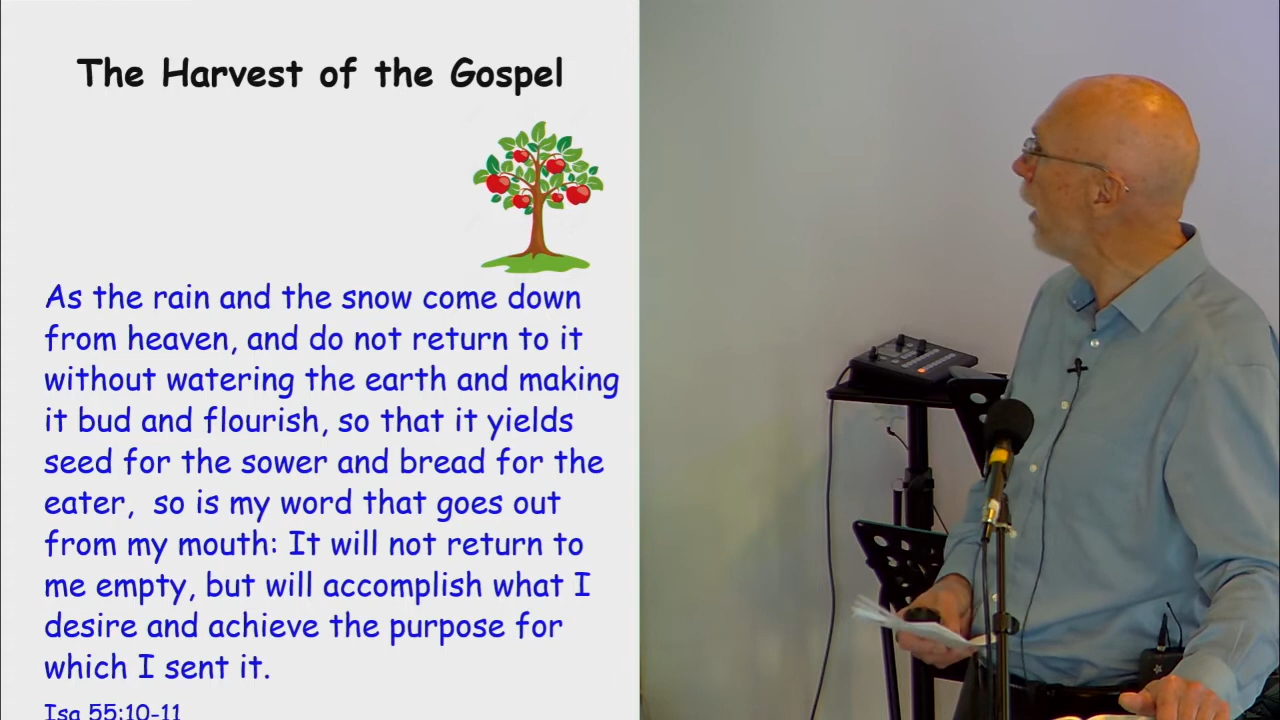 The Harvest of the Gospel
As the rain and the snow come down
from heaven, and do not return to it
without watering the earth and making
it bud and flourish, so that it yields
seed for the sower and bread for the
eater, so is my word that goes out
from my mouth: It will not return to
me empty, but will accomplish what I
desire and achieve the purpose for
which I sent it.
Isa 55:10-11